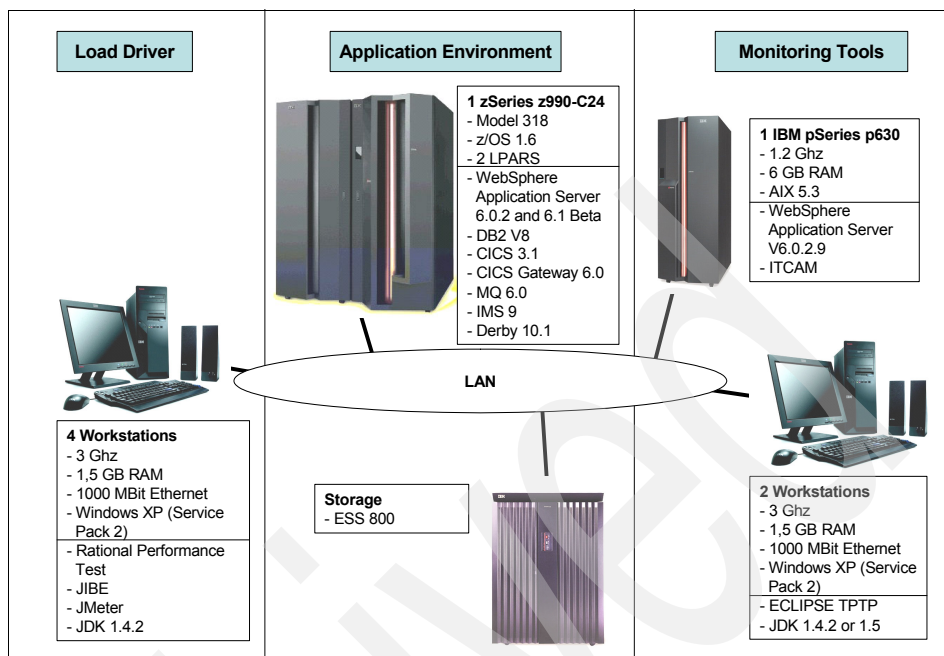 Load Driver
Application Environment
Monitoring Tools
1 zSeries z990-C24
- Model 318
- z/OS 1.6
- 2 LPARS
- WebSphere
Application Server
6.0.2 and 6.1 Beta
- DB2 V8
- CICS 3.1
- CICS Gateway 6.0
- MQ 6.0
- IMS 9
- Derby 10.1
1 IBM pSeries p630
- 1.2 Ghz
- 6 GB RAM
- AIX 5.3
- WebSphere
Application Server
V6.0.2.9
- ITCAM
LAN
4 Workstations
- 3 Ghz
- 1,5 GB RAM
- 1000 MBit Ethernet
- Windows XP (Service
Pack 2)
- Rational Performance
Test
- JIBE
- JMeter
- JDK 1.4.2
Storage
- ESS 800
2 Workstations
- 3 Ghz
- 1,5 GB RAM
- 1000 MBit Ethernet
- Windows XP (Service
Pack 2)
- ECLIPSE TPTP
- JDK 1.4.2 or 1.5